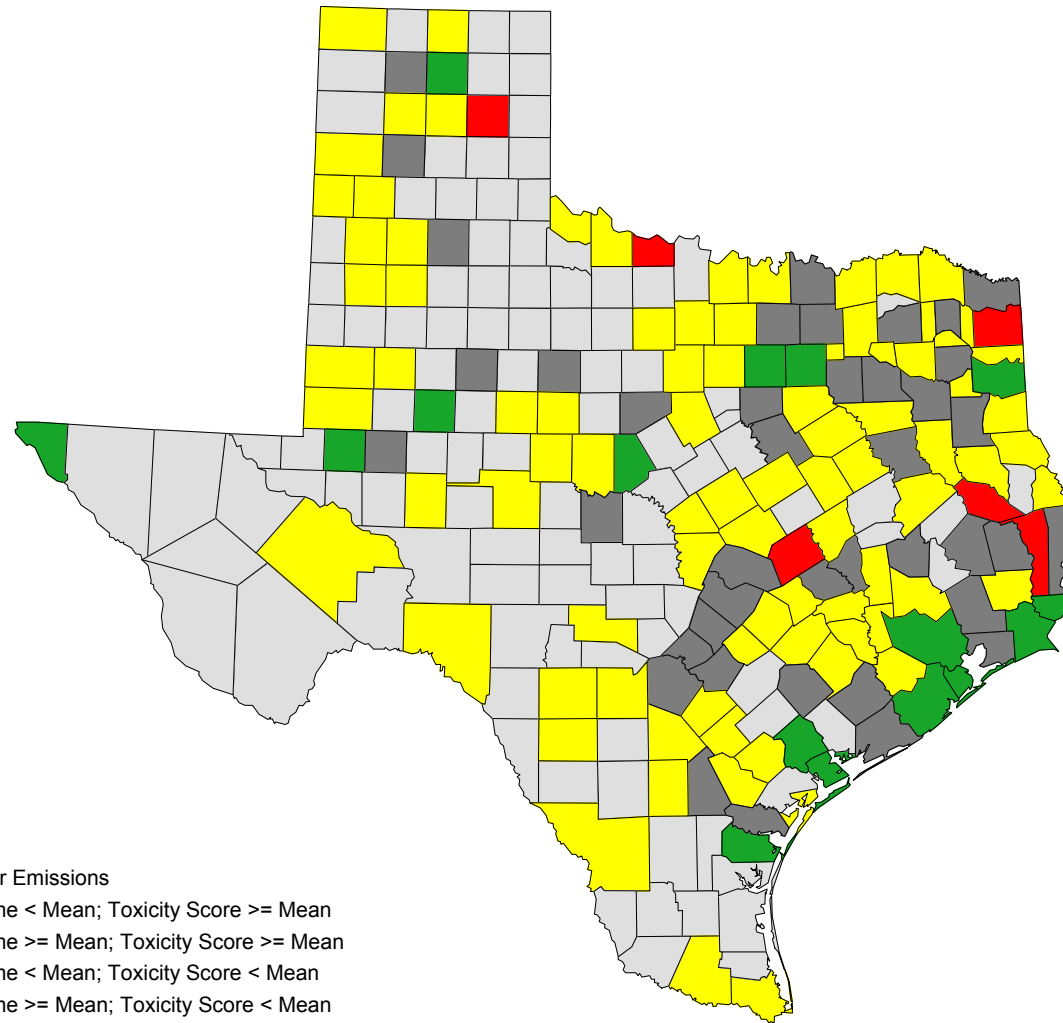 r Emissions
ne < Mean; Toxicity Score >= Mean
ne >= Mean; Toxicity Score >= Mean
ne < Mean; Toxicity Score < Mean
ne >= Mean; Toxicity Score < Mean